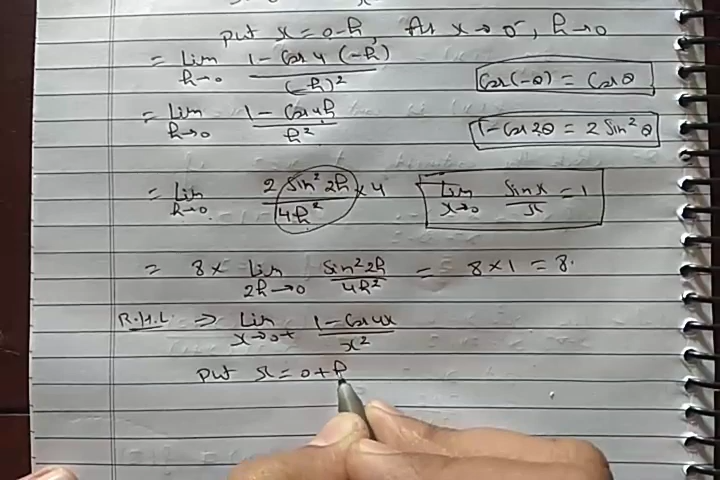 put x = 0-h, As x → 0⁻, h→0
= Lim h→0 1 - Cos 4 (-h) / (-h)²
Cos(-θ) = Cosθ
= Lim h→0 1 - Cos 4h / h²
1 - Cos 2θ = 2 Sin² θ
= Lim h→0 2 Sin² 2h / 4h² × 4
Lim x→0 Sinx / x = 1
= 8 × Lim 2h→0 Sin² 2h / 4h² = 8 × 1 = 8.
R.H.L. ⇒ Lim x→0+ 1 - Cos 4x / x²
put x = 0+h